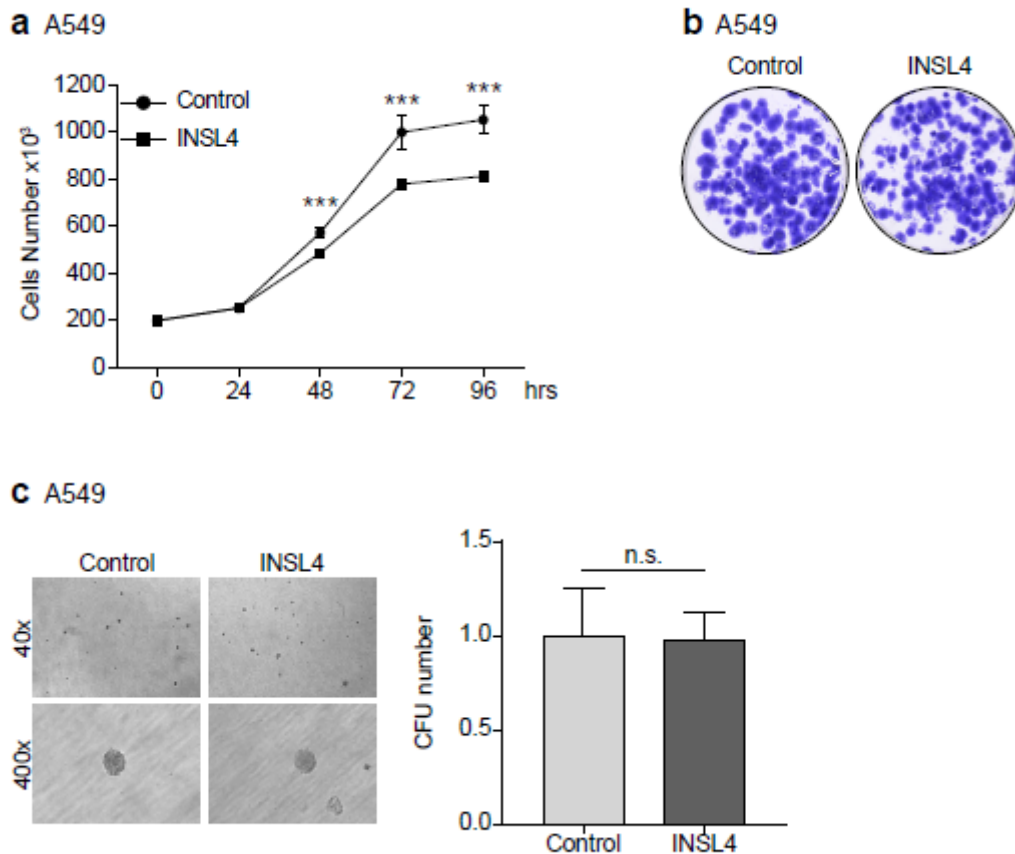 a A549
Cells Number x10³
1200
1000
800
600
400
200
0
Control
INSL4
***
***
***
0 24 48 72 96 hrs
b A549
Control INSL4
c A549
Control INSL4
40x
400x
CFU number
1.5
1.0
0.5
0.0
n.s.
Control INSL4